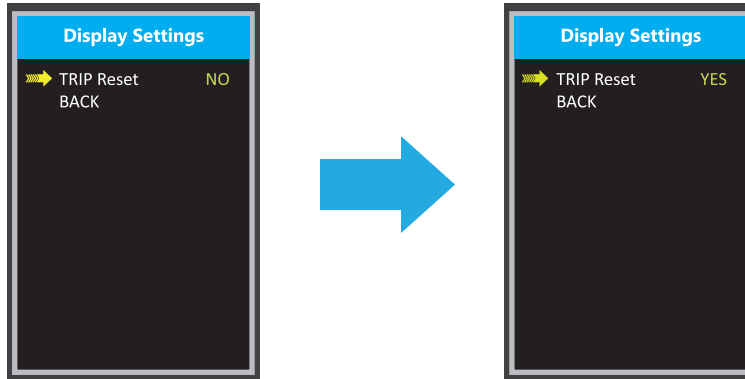 Display Settings
TRIP Reset NO
BACK
Display Settings
TRIP Reset YES
BACK